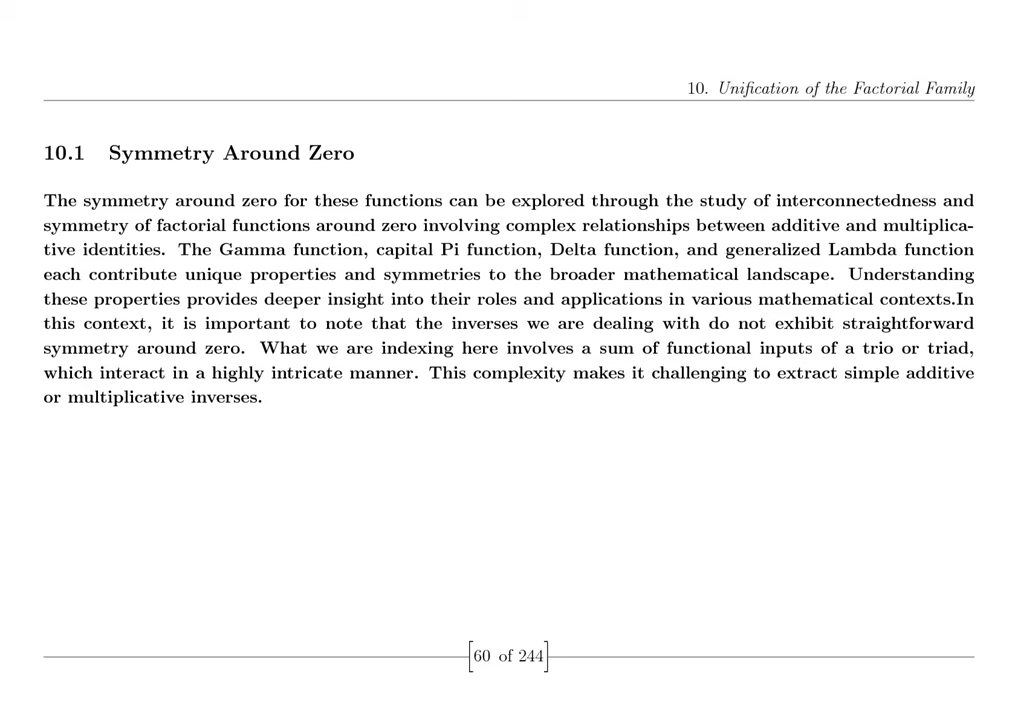 10. Unification of the Factorial Family
10.1 Symmetry Around Zero
The symmetry around zero for these functions can be explored through the study of interconnectedness and
symmetry of factorial functions around zero involving complex relationships between additive and multiplica-
tive identities. The Gamma function, capital Pi function, Delta function, and generalized Lambda function
each contribute unique properties and symmetries to the broader mathematical landscape. Understanding
these properties provides deeper insight into their roles and applications in various mathematical contexts.In
this context, it is important to note that the inverses we are dealing with do not exhibit straightforward
symmetry around zero. What we are indexing here involves a sum of functional inputs of a trio or triad,
which interact in a highly intricate manner. This complexity makes it challenging to extract simple additive
or multiplicative inverses.
[60 of 244]